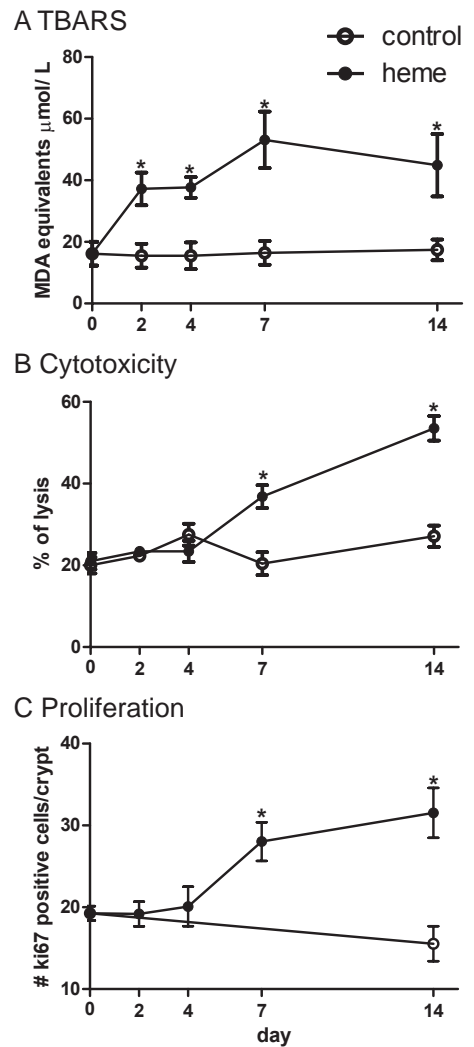 A TBARS
control
heme
MDA equivalents µmol/ L
80
60
40
20
0
* * * *
0 2 4 7 14
B Cytotoxicity
% of lysis
60
40
20
0
* *
0 2 4 7 14
C Proliferation
# ki67 positive cells/crypt
40
30
20
10
* *
0 2 4 7 14
day